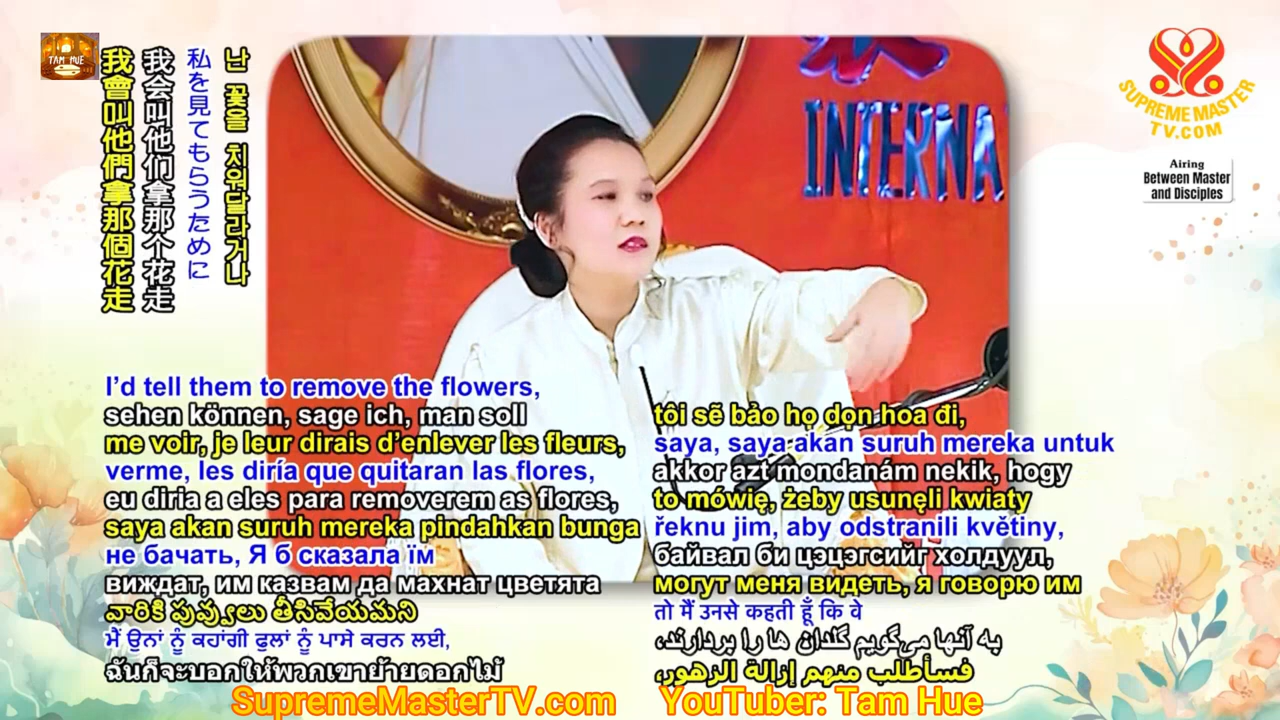 TAM HUE
我會叫他們拿那個花走
我会叫他们拿那个花走
私を見てもらうために
난 꽃을 치워달라거나
INTERNA
SUPREME MASTER
TV.COM
Airing
Between Master
and Disciples
I'd tell them to remove the flowers,
sehen können, sage ich, man soll
me voir, je leur dirais d'enlever les fleurs,
verme, les diría que quitaran las flores,
eu diria a eles para removerem as flores,
saya akan suruh mereka pindahkan bunga
не бачать, Я б сказала їм
виждат, им казвам да махнат цветята
వారికి పువ్వులు తీసివేయమని
ਮੈਂ ਉਨਾਂ ਨੂੰ ਕਹਾਂਗੀ ਫੁਲਾਂ ਨੂੰ ਪਾਸੇ ਕਰਨ ਲਈ,
ฉันก็จะบอกให้พวกเขาย้ายดอกไม้
tôi sẽ bảo họ dọn hoa đi,
saya, saya akan suruh mereka untuk
akkor azt mondanám nekik, hogy
to mówię, żeby usunęli kwiaty
řeknu jim, aby odstranili květiny,
байвал би цэцэгсийг холдуул,
могут меня видеть, я говорю им
तो मैं उनसे कहती हूँ कि वे
به آنها می‌گویم گلدان ها را بردارند،
فسأطلب منهم إزالة الزهور،
SupremeMasterTV.com
YouTuber: Tam Hue